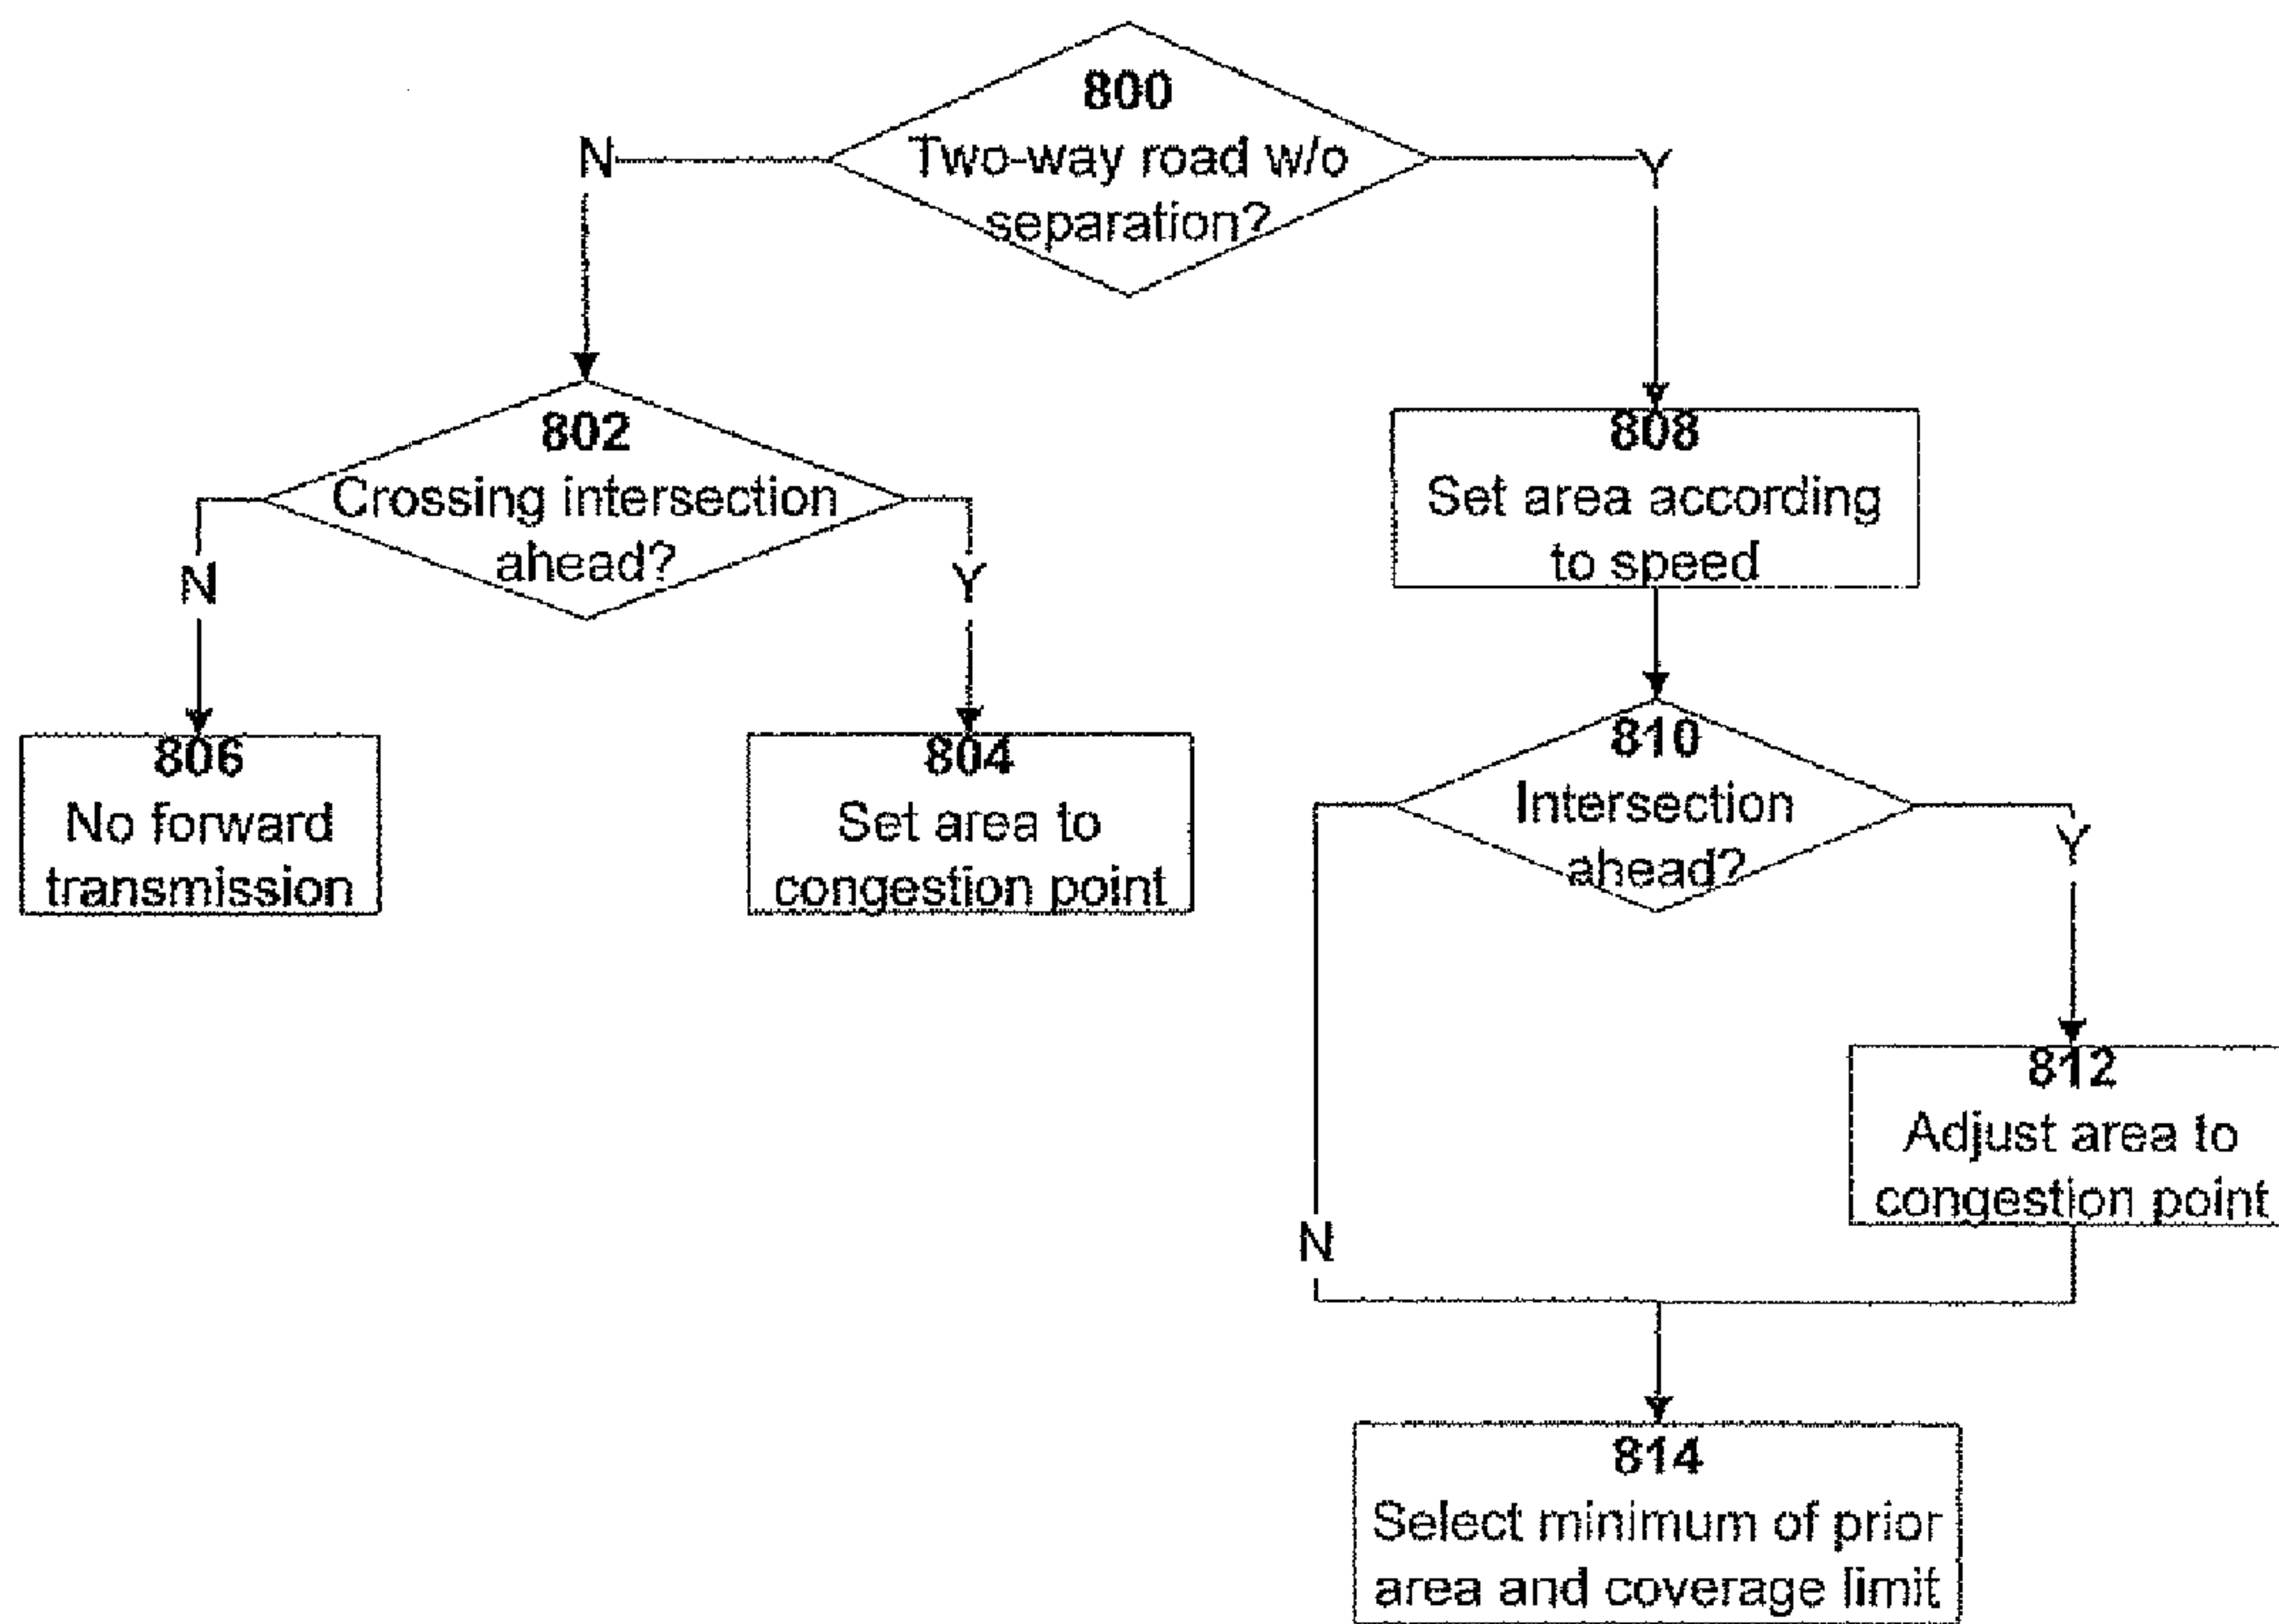 800
Two-way road w/o
separation?
N
Y
802
Crossing intersection
ahead?
808
Set area according
to speed
N
Y
806
No forward
transmission
804
Set area to
congestion point
810
Intersection
ahead?
Y
812
Adjust area to
congestion point
N
814
Select minimum of prior
area and coverage limit